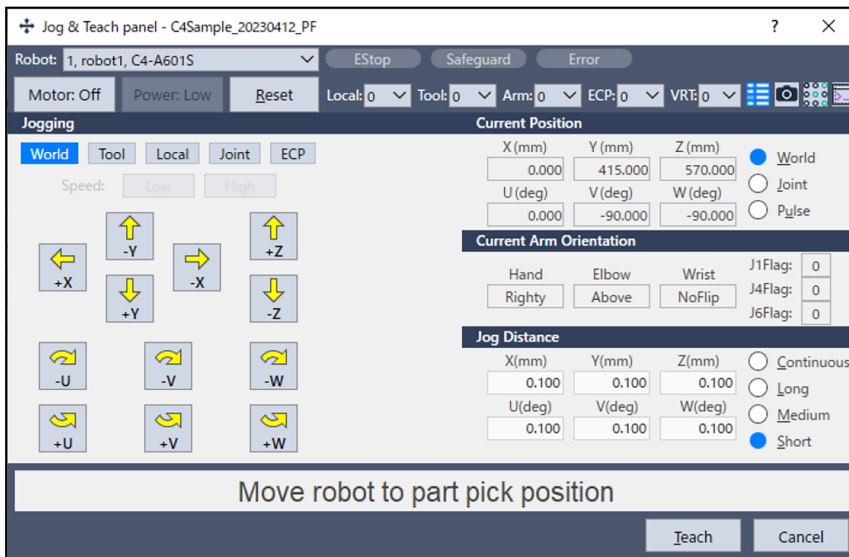 Jog & Teach panel - C4Sample_20230412_PF ?
Robot: 1, robot1, C4-A601S EStop Safeguard Error
Motor: Off Power: Low Reset Local: 0 Tool: 0 Arm: 0 ECP: 0 VRT: 0
Jogging
World Tool Local Joint ECP
Speed: Low High
-Y
+Z
+X
-X
+Y
-Z
-U -V -W
+U +V +W
Current Position
X (mm) Y (mm) Z (mm)
0.000 415.000 570.000
U (deg) V (deg) W (deg)
0.000 -90.000 -90.000
World
Joint
Pulse
Current Arm Orientation
Hand Elbow Wrist
Righty Above NoFlip
J1Flag: 0
J4Flag: 0
J6Flag: 0
Jog Distance
X(mm) Y(mm) Z(mm)
0.100 0.100 0.100
U(deg) V(deg) W(deg)
0.100 0.100 0.100
Continuous
Long
Medium
Short
Move robot to part pick position
Teach Cancel